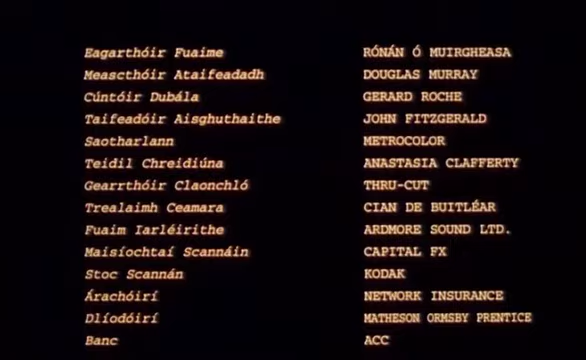 Eagarthóir Fuaime RÓNÁN Ó MUIRGHEASA
Meascthóir Ataifeadadh DOUGLAS MURRAY
Cúntóir Dubála GERARD ROCHE
Taifeadóir Aisghuthaithe JOHN FITZGERALD
Saotharlann METROCOLOR
Teidil Chreidiúna ANASTASIA CLAFFERTY
Gearrthóir Claonchló THRU-CUT
Trealaimh Ceamara CIAN DE BUITLÉAR
Fuaim Iarléirithe ARDMORE SOUND LTD.
Maisíochtaí Scannáin CAPITAL FX
Stoc Scannán KODAK
Árachóirí NETWORK INSURANCE
Dlíodóirí MATHESON ORMSBY PRENTICE
Banc ACC